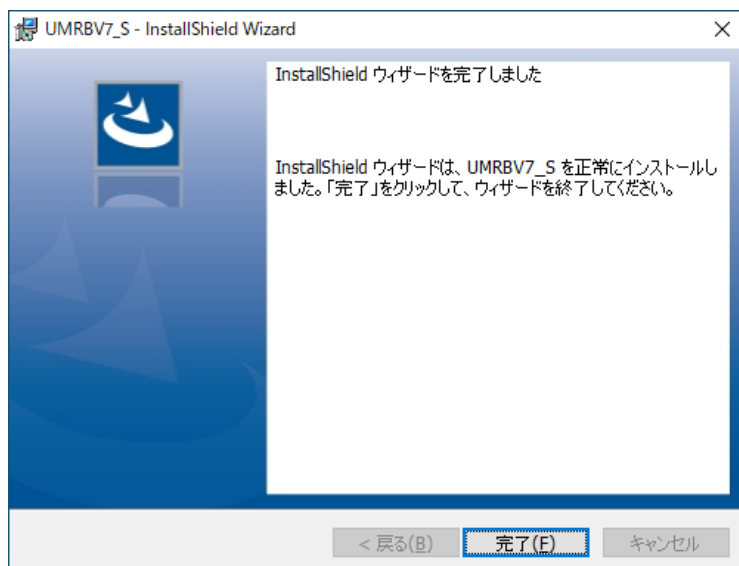 UMRBV7_S - InstallShield Wizard
InstallShield ウィザードを完了しました
InstallShield ウィザードは、UMRBV7_S を正常にインストールし
ました。「完了」をクリックして、ウィザードを終了してください。
< 戻る(B)
完了(F)
キャンセル